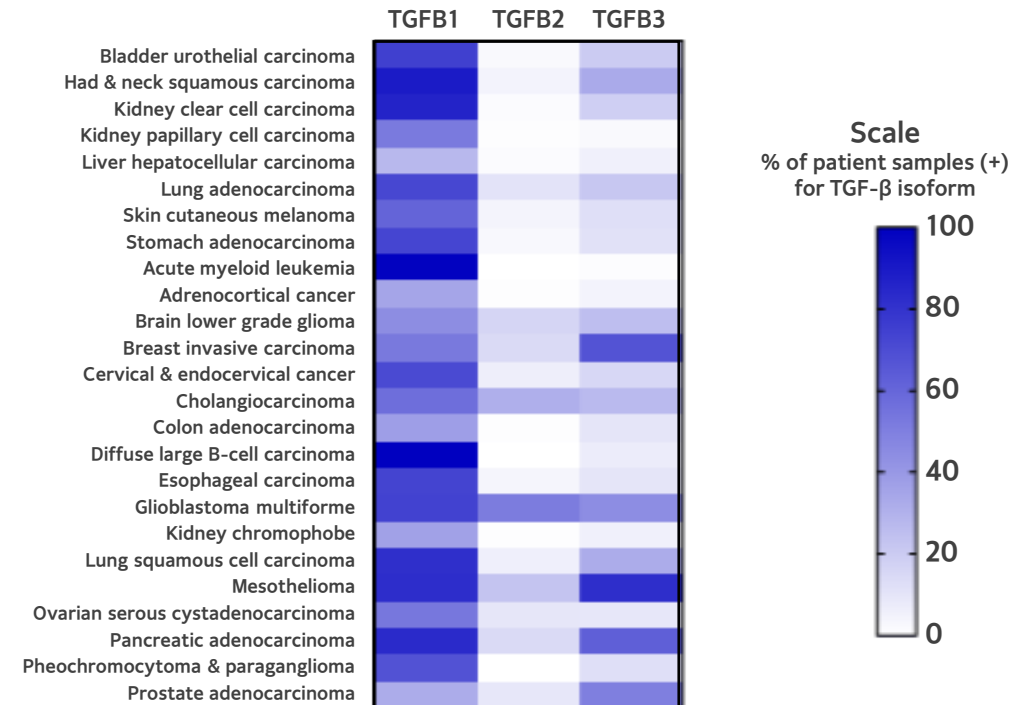 TGFB1 TGFB2 TGFB3
Bladder urothelial carcinoma
Had & neck squamous carcinoma
Kidney clear cell carcinoma
Kidney papillary cell carcinoma
Liver hepatocellular carcinoma
Lung adenocarcinoma
Skin cutaneous melanoma
Stomach adenocarcinoma
Acute myeloid leukemia
Adrenocortical cancer
Brain lower grade glioma
Breast invasive carcinoma
Cervical & endocervical cancer
Cholangiocarcinoma
Colon adenocarcinoma
Diffuse large B-cell carcinoma
Esophageal carcinoma
Glioblastoma multiforme
Kidney chromophobe
Lung squamous cell carcinoma
Mesothelioma
Ovarian serous cystadenocarcinoma
Pancreatic adenocarcinoma
Pheochromocytoma & paraganglioma
Prostate adenocarcinoma
Scale
% of patient samples (+)
for TGF-β isoform
100
80
60
40
20
0